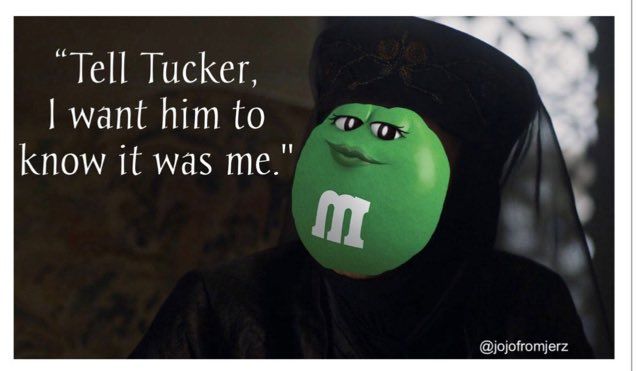 “Tell Tucker,
I want him to
know it was me."
m
@jojofromjerz